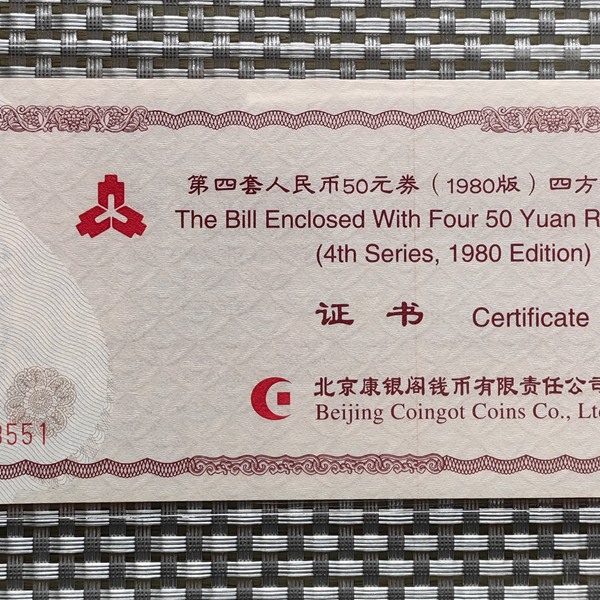 第四套人民币50元券（1980版）四方
The Bill Enclosed With Four 50 Yuan R
(4th Series, 1980 Edition)
证 书 Certificate
北京康银阁钱币有限责任公司
Beijing Coingot Coins Co., Ltd
3551